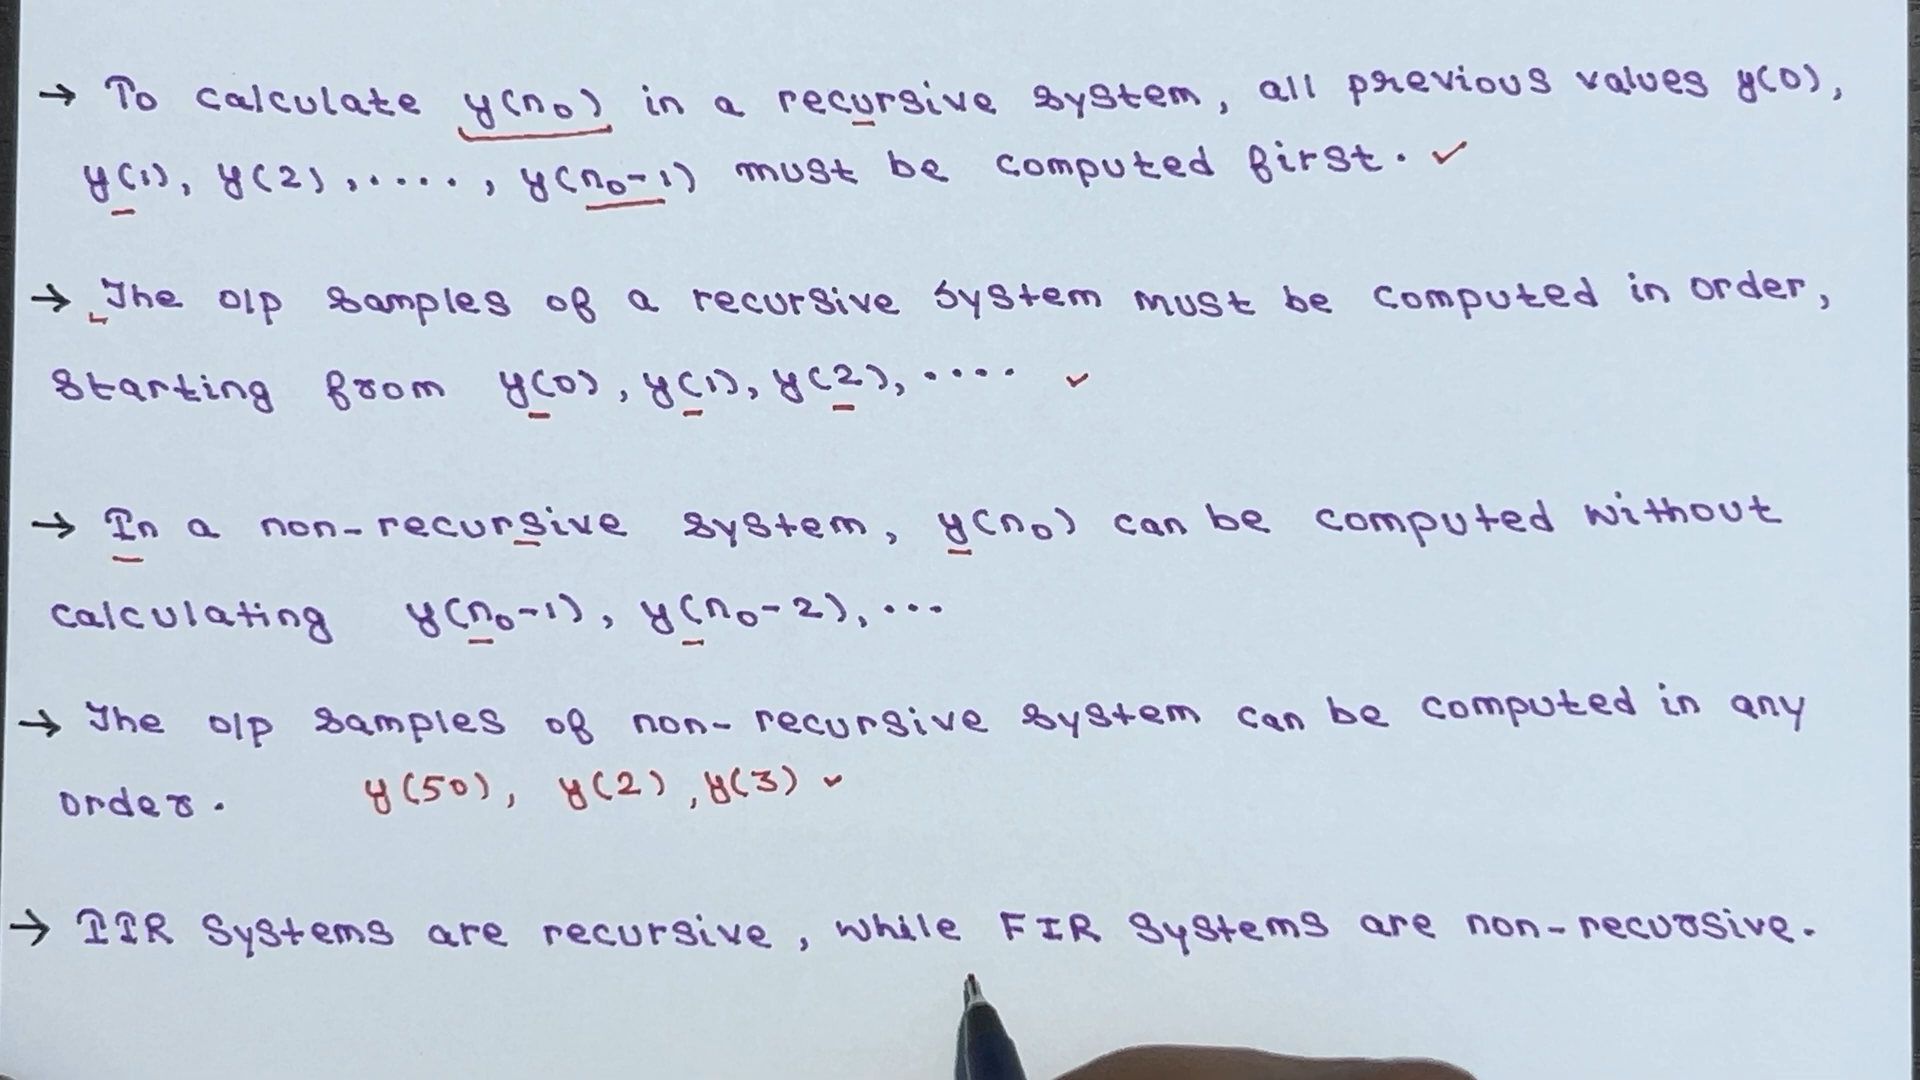 → To calculate y(n₀) in a recursive system, all previous values y(0),
y(1), y(2),....., y(n₀-1) must be computed first. ✓
→ The o/p samples of a recursive system must be computed in order,
starting from y(0), y(1), y(2), .... ✓
→ In a non-recursive system, y(n₀) can be computed without
calculating y(n₀-1), y(n₀-2), ...
→ The o/p samples of non-recursive system can be computed in any
order. y(50), y(2), y(3) ✓
→ IIR systems are recursive, while FIR systems are non-recursive.